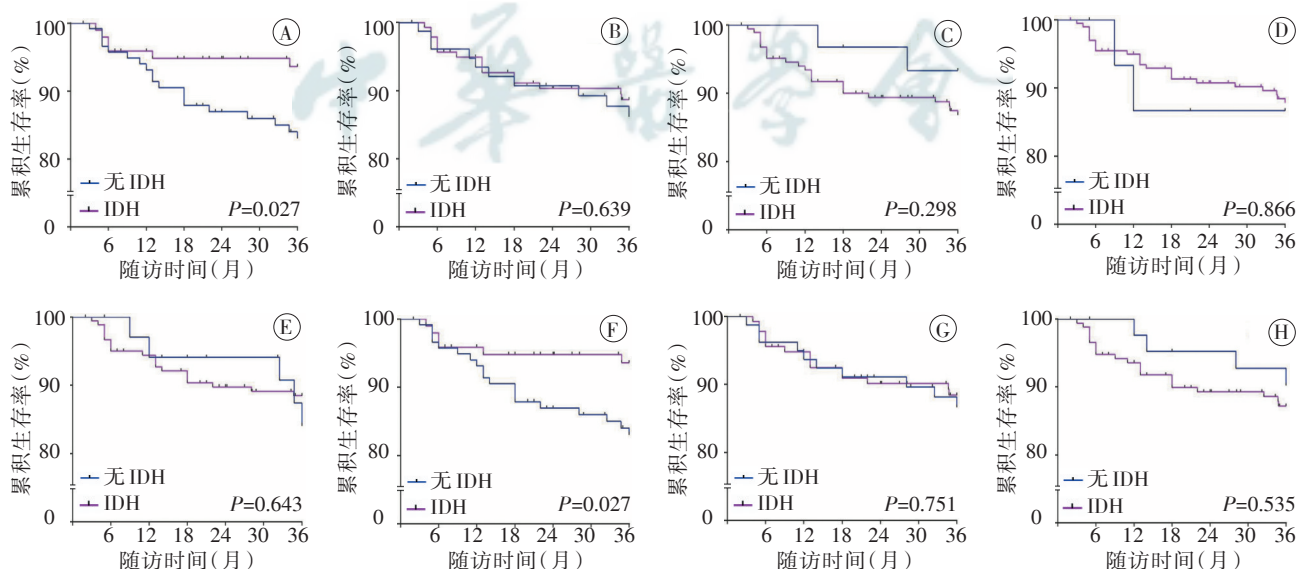 中華醫學會
累积生存率(%)
100
90
80
0
A
无 IDH
IDH
P=0.027
6 12 18 24 30 36
随访时间(月)
累积生存率(%)
100
90
80
0
B
无 IDH
IDH
P=0.639
6 12 18 24 30 36
随访时间(月)
累积生存率(%)
100
90
80
0
C
无 IDH
IDH
P=0.298
6 12 18 24 30 36
随访时间(月)
累积生存率(%)
100
90
80
0
D
无 IDH
IDH
P=0.866
6 12 18 24 30 36
随访时间(月)
累积生存率(%)
100
90
80
0
E
无 IDH
IDH
P=0.643
6 12 18 24 30 36
随访时间(月)
累积生存率(%)
100
90
80
0
F
无 IDH
IDH
P=0.027
6 12 18 24 30 36
随访时间(月)
累积生存率(%)
100
90
80
0
G
无 IDH
IDH
P=0.751
6 12 18 24 30 36
随访时间(月)
累积生存率(%)
100
90
80
0
H
无 IDH
IDH
P=0.535
6 12 18 24 30 36
随访时间(月)